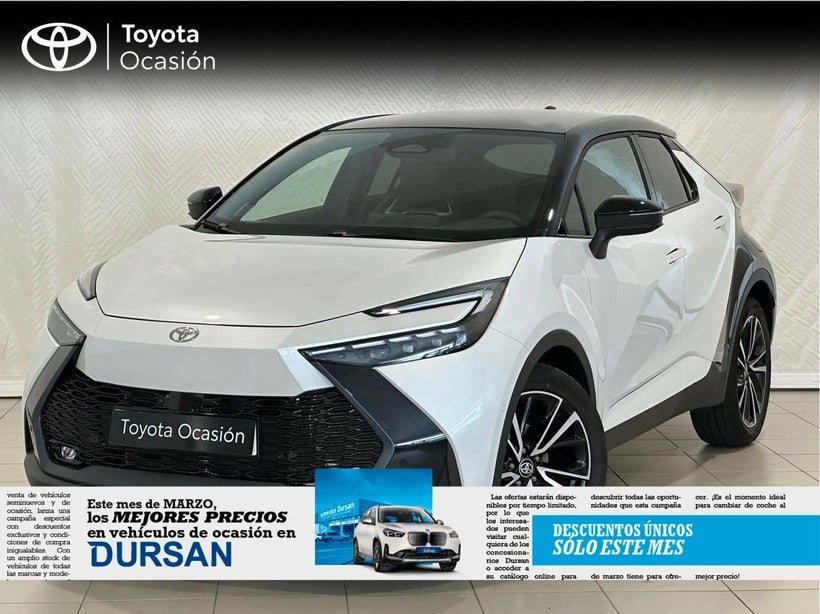 Toyota
Ocasión
Toyota Ocasión
venta de vehículos
seminuevos y de
ocasión, lanza una
campaña especial
con descuentos
exclusivos y condi-
ciones de compra
inigualables. Con
un amplio stock de
vehículos de todas
las marcas y mode-
Este mes de MARZO,
los MEJORES PRECIOS
en vehículos de ocasión en
DURSAN
Dursan
Las ofertas estarán dispo-
nibles por tiempo limitado,
por lo que
los interesa-
dos pueden
visitar cual-
quiera de los
concesiona-
rios Dursan
o acceder a
su catálogo online para
descubrir todas las oportu-
nidades que esta campaña
de marzo tiene para ofre-
cer. ¡Es el momento ideal
para cambiar de coche al
mejor precio!
DESCUENTOS ÚNICOS
SÓLO ESTE MES